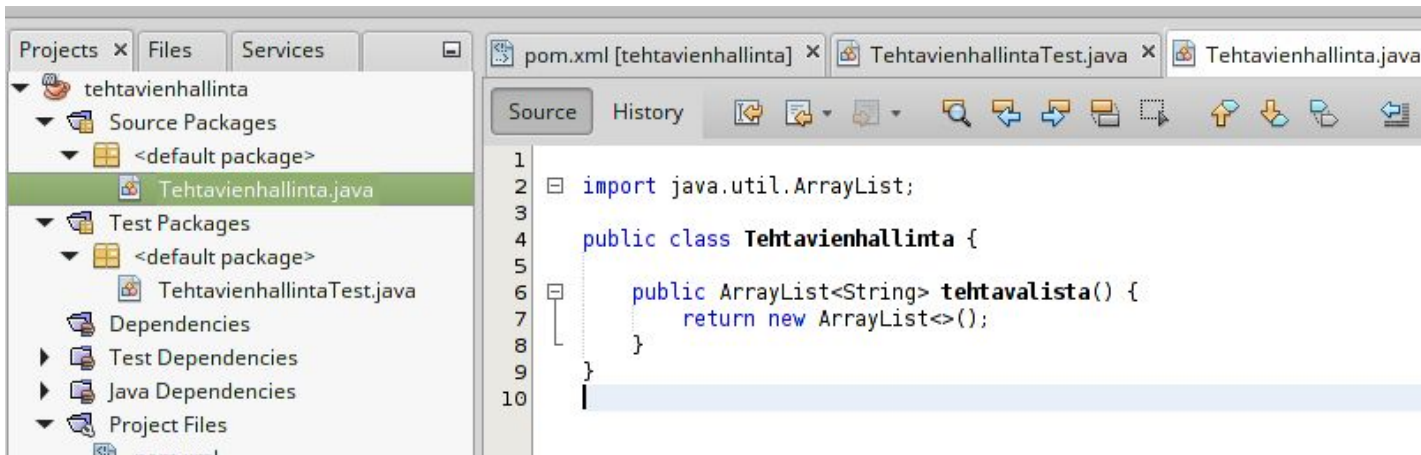 Projects Files Services
tehtavienhallinta
Source Packages
<default package>
Tehtavienhallinta.java
Test Packages
<default package>
TehtavienhallintaTest.java
Dependencies
Test Dependencies
Java Dependencies
Project Files
pom.xml [tehtavienhallinta] TehtavienhallintaTest.java Tehtavienhallinta.java
Source History
1
2 import java.util.ArrayList;
3
4 public class Tehtavienhallinta {
5
6 public ArrayList<String> tehtavalista() {
7 return new ArrayList<>();
8 }
9 }
10